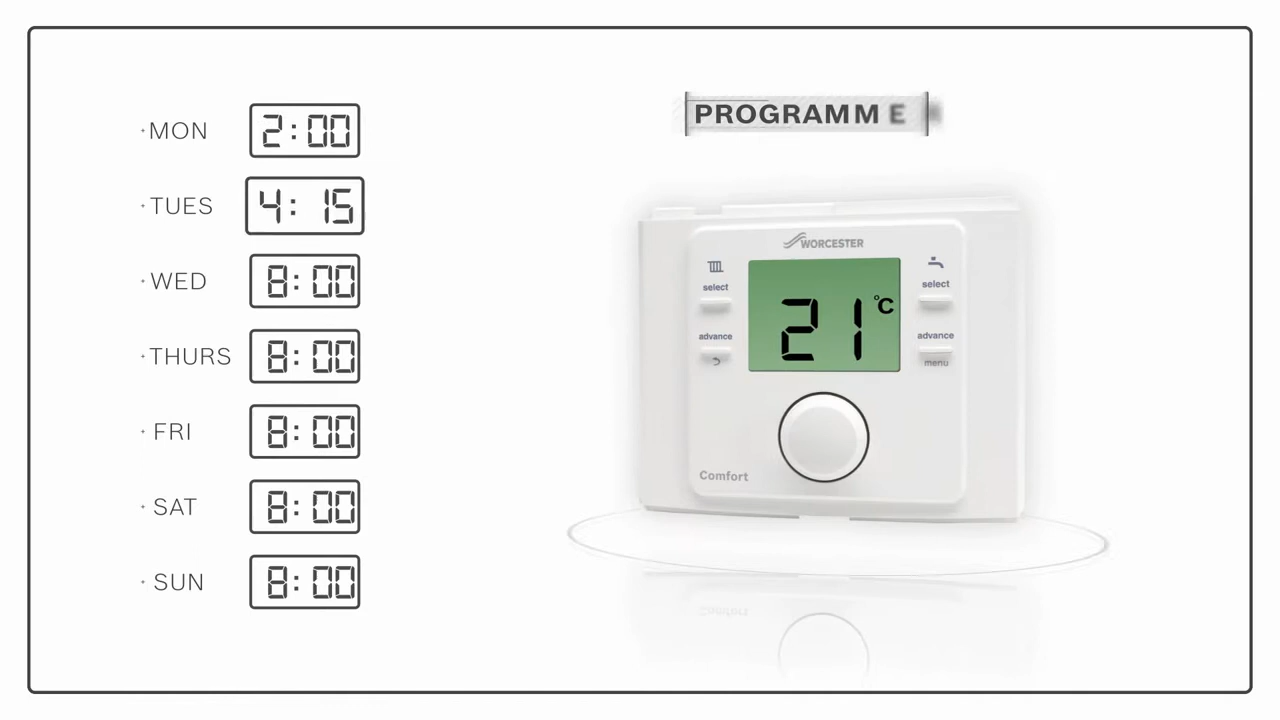 MON 2:00
TUES 4:15
WED 8:00
THURS 8:00
FRI 8:00
SAT 8:00
SUN 8:00
PROGRAMME
WORCESTER
select
select
21°C
advance
advance
menu
Comfort